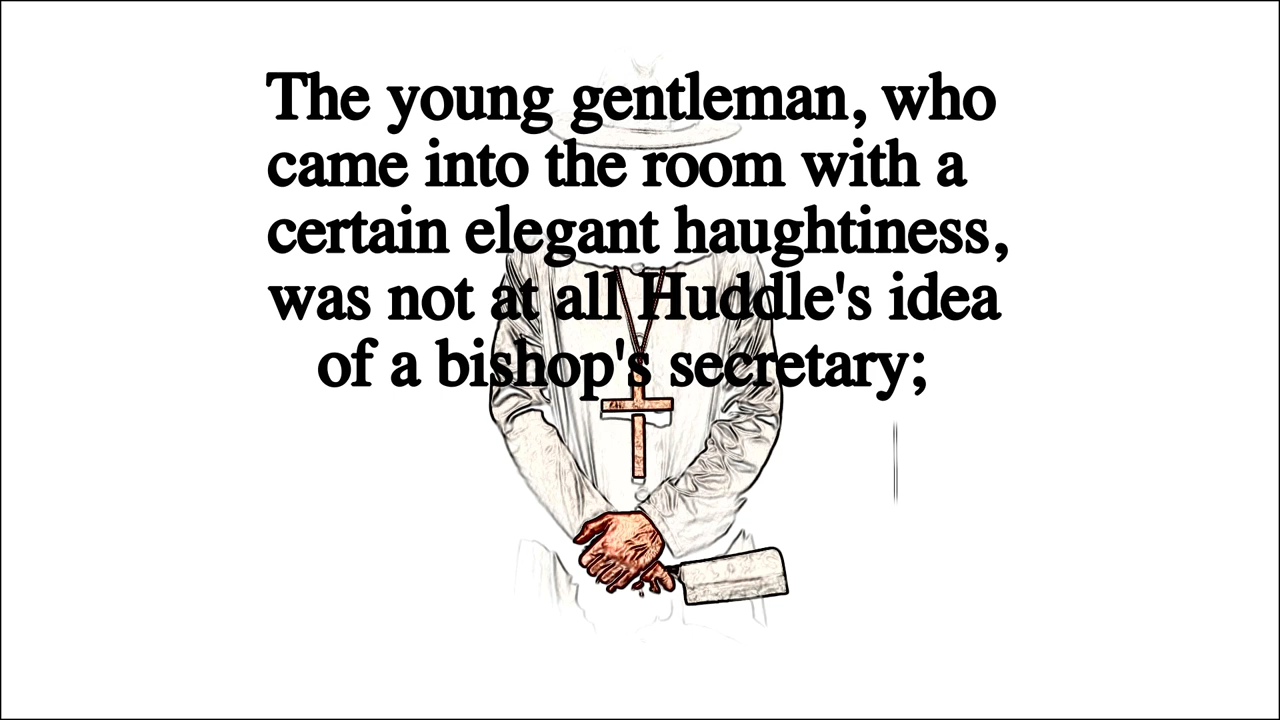 The young gentleman, who
came into the room with a
certain elegant haughtiness,
was not at all Huddle's idea
of a bishop's secretary;